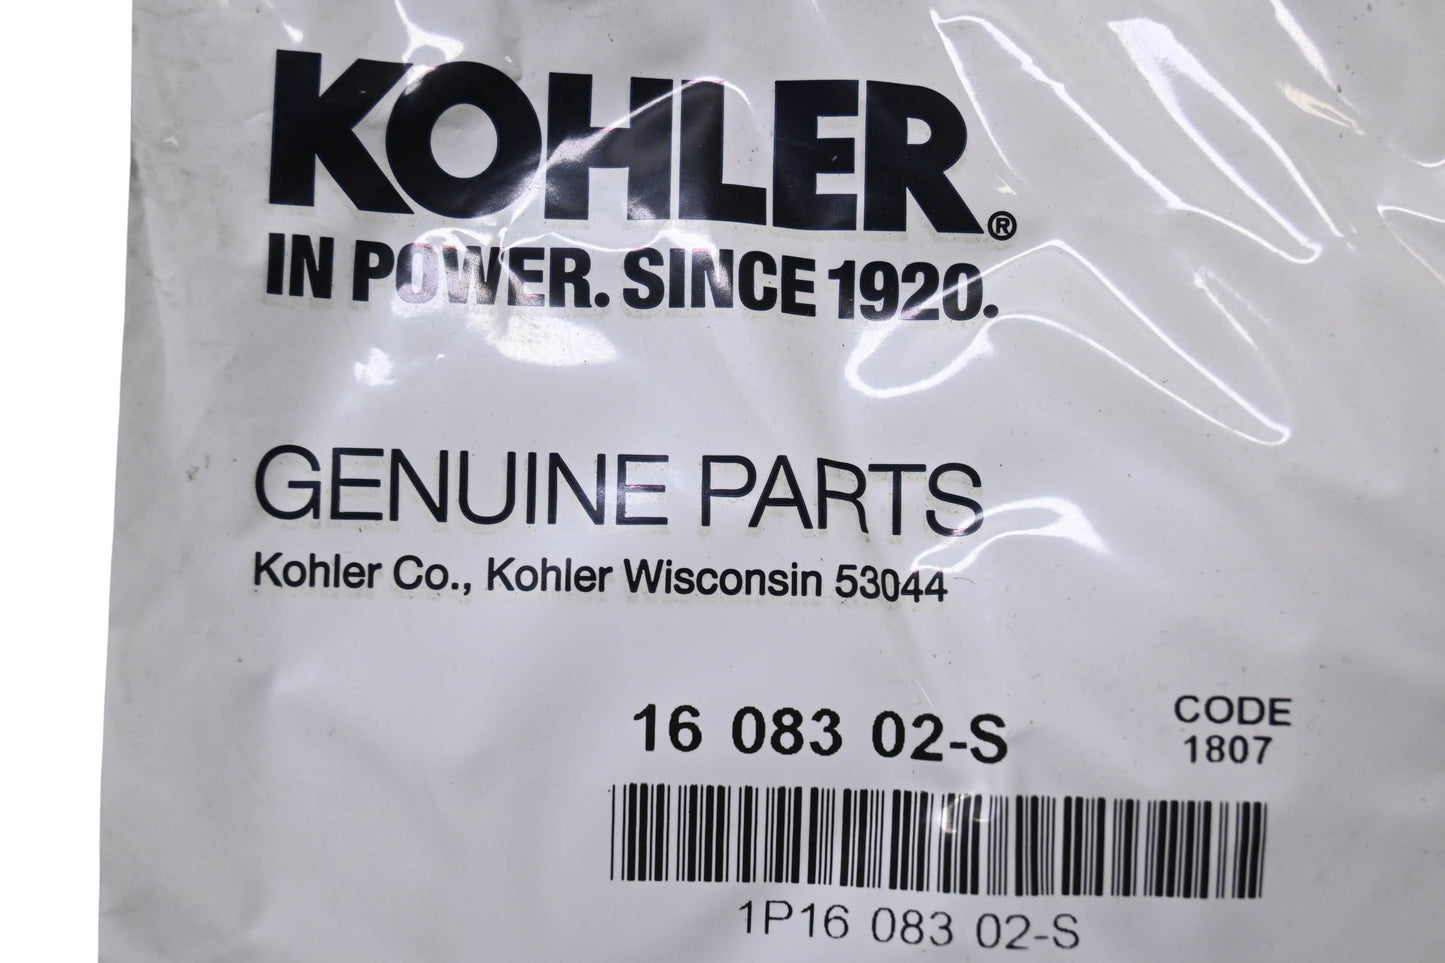 KOHLER®
IN POWER. SINCE 1920.
GENUINE PARTS
Kohler Co., Kohler Wisconsin 53044
16 083 02-S
CODE
1807
1P16 083 02-S